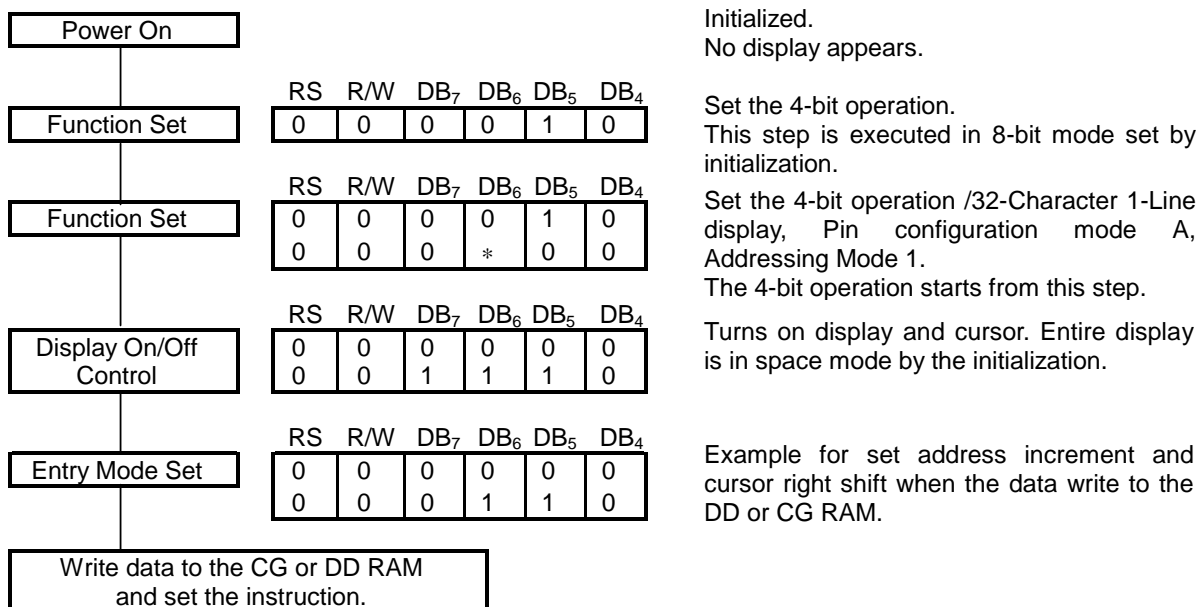 Power On
Initialized.
No display appears.
RS R/W DB₇ DB₆ DB₅ DB₄
Function Set 0 0 0 0 1 0
Set the 4-bit operation.
This step is executed in 8-bit mode set by
initialization.
RS R/W DB₇ DB₆ DB₅ DB₄
Function Set 0 0 0 0 1 0
0 0 0 * 0 0
Set the 4-bit operation /32-Character 1-Line
display, Pin configuration mode A,
Addressing Mode 1.
The 4-bit operation starts from this step.
RS R/W DB₇ DB₆ DB₅ DB₄
Display On/Off 0 0 0 0 0 0
Control 0 0 1 1 1 0
Turns on display and cursor. Entire display
is in space mode by the initialization.
RS R/W DB₇ DB₆ DB₅ DB₄
Entry Mode Set 0 0 0 0 0 0
0 0 0 1 1 0
Example for set address increment and
cursor right shift when the data write to the
DD or CG RAM.
Write data to the CG or DD RAM
and set the instruction.